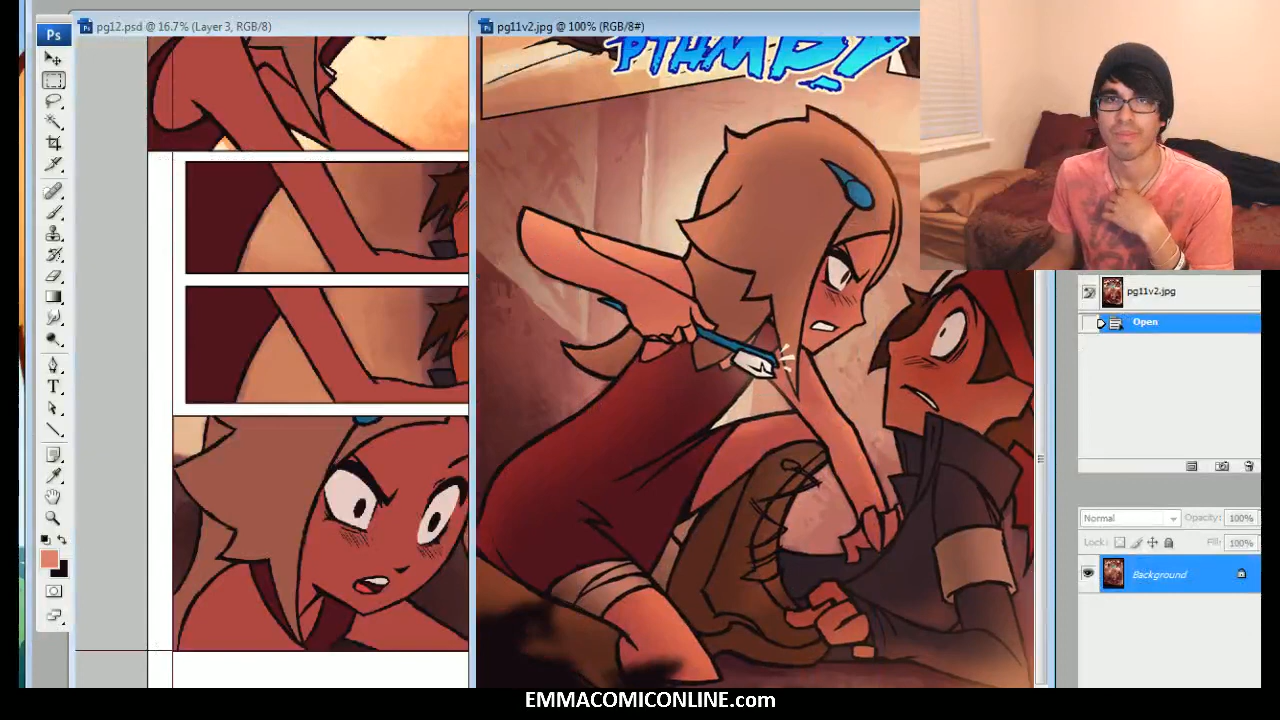 Ps
pg12.psd @ 16.7% (Layer 3, RGB/8)
pg11v2.jpg @ 100% (RGB/8#)
T
pg11v2.jpg
Open
Normal
Opacity: 100%
Lock:
Fill: 100%
Background
EMMACOMICONLINE.com